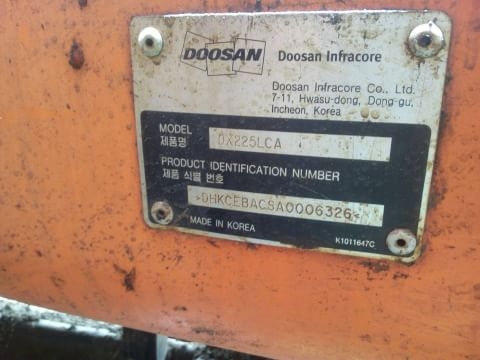 DOOSAN Doosan Infracore
Doosan Infracore Co., Ltd.
7-11, Hwasu-dong, Dong-gu,
Incheon, Korea
MODEL
제품명 DX225LCA
PRODUCT IDENTIFICATION NUMBER
제품 식별 번호
>DHKCEBACSA0006326<
MADE IN KOREA K1011647C